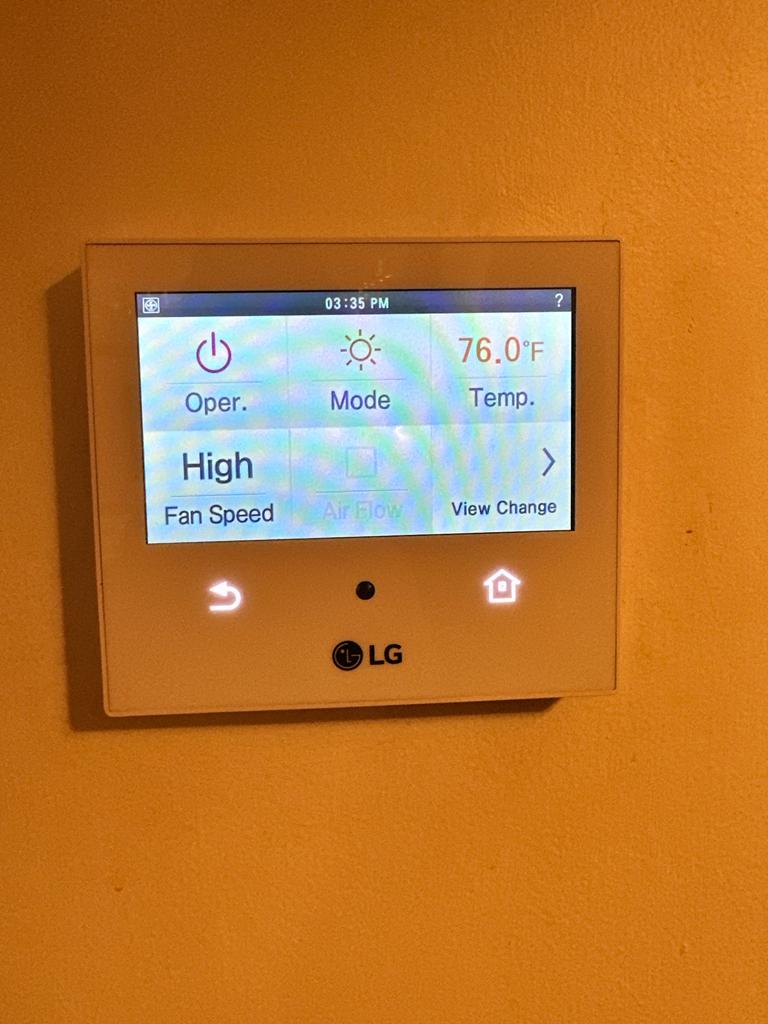 03:35 PM ?
Oper. Mode 76.0°F
Temp.
High
Fan Speed Air Flow View Change
LG